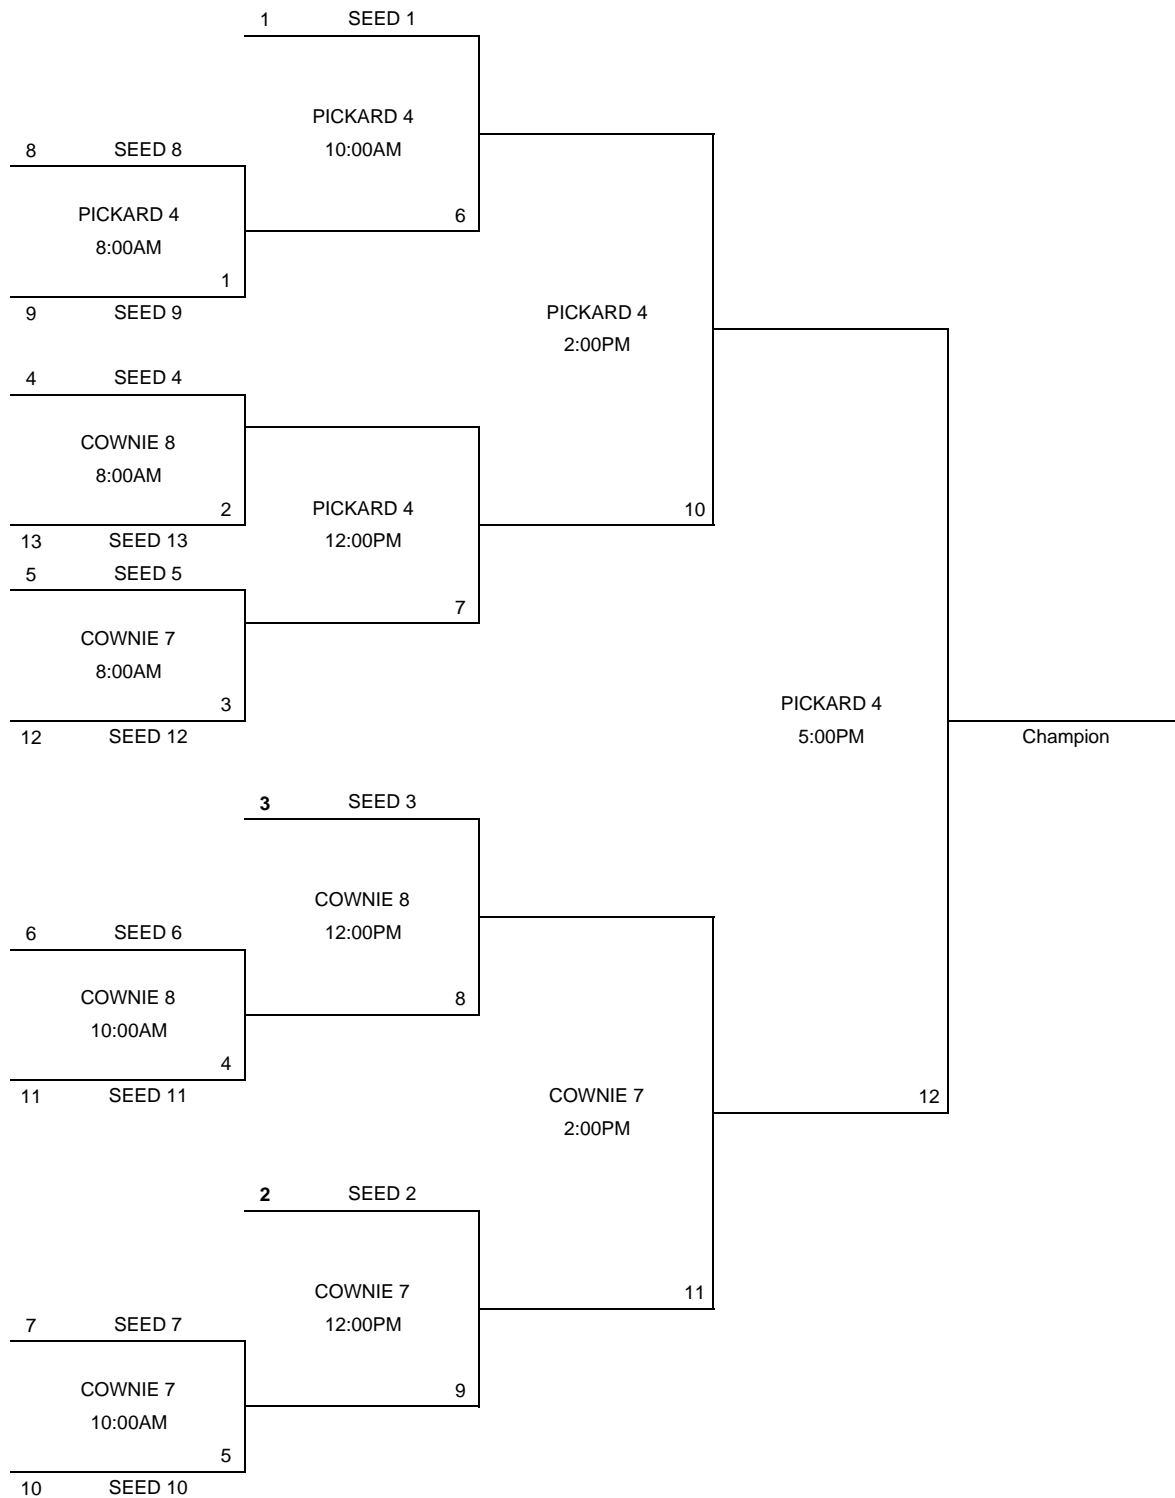 1 SEED 1
PICKARD 4
10:00AM
8 SEED 8
PICKARD 4
8:00AM
6
1
9 SEED 9
PICKARD 4
2:00PM
4 SEED 4
COWNIE 8
8:00AM
2
PICKARD 4
10
13 SEED 13
12:00PM
5 SEED 5
7
COWNIE 7
8:00AM
3
PICKARD 4
12 SEED 12
5:00PM
Champion
3 SEED 3
COWNIE 8
12:00PM
6 SEED 6
COWNIE 8
8
10:00AM
4
11 SEED 11
COWNIE 7
12
2:00PM
2 SEED 2
COWNIE 7
11
12:00PM
7 SEED 7
COWNIE 7
9
10:00AM
5
10 SEED 10